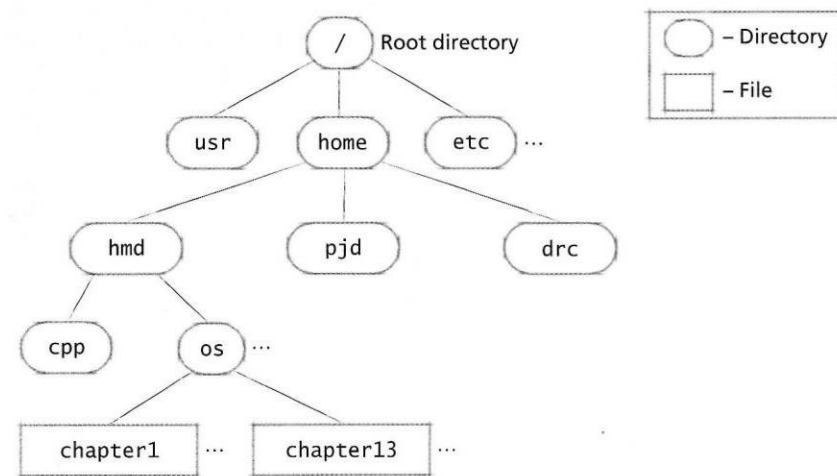 / Root directory
– Directory
– File
usr home etc ...
hmd pjd drc
cpp os ...
chapter1 ... chapter13 ...